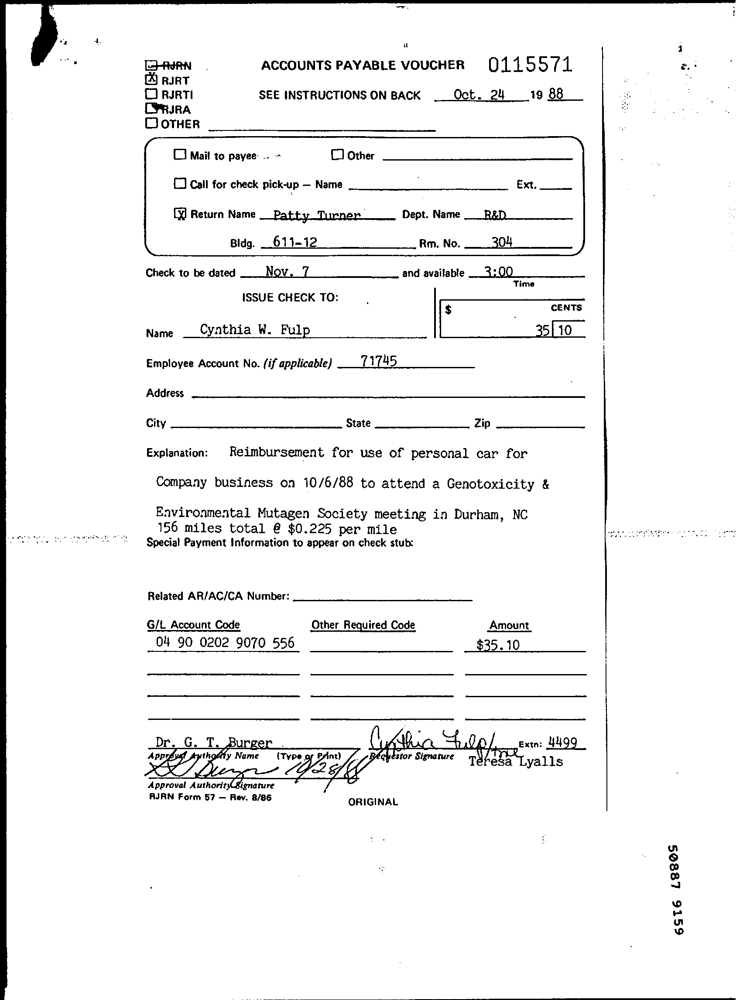 RJRN ACCOUNTS PAYABLE VOUCHER 0115571
X RJRT
RJRTI SEE INSTRUCTIONS ON BACK Oct. 24 19 88
RJRA
OTHER
Mail to payee Other
Call for check pick-up – Name Ext.
X Return Name Patty Turner Dept. Name R&D
Bldg. 611-12 Rm. No. 304
Check to be dated Nov. 7 and available 3:00
Time
ISSUE CHECK TO:
$ CENTS
Name Cynthia W. Fulp 35 10
Employee Account No. (if applicable) 71745
Address
City State Zip
Explanation: Reimbursement for use of personal car for
Company business on 10/6/88 to attend a Genotoxicity &
Environmental Mutagen Society meeting in Durham, NC
156 miles total @ $0.225 per mile
Special Payment Information to appear on check stub:
Related AR/AC/CA Number:
G/L Account Code Other Required Code Amount
04 90 0202 9070 556 $35.10
Dr. G. T. Burger Cynthia Fulp/ Extn: 4499
Approval Authority Name (Type or Print) Requestor Signature Teresa Lyalls
Burger 10/28/88
Approval Authority Signature
RJRN Form 57 – Rev. 8/86
ORIGINAL
50887 9159